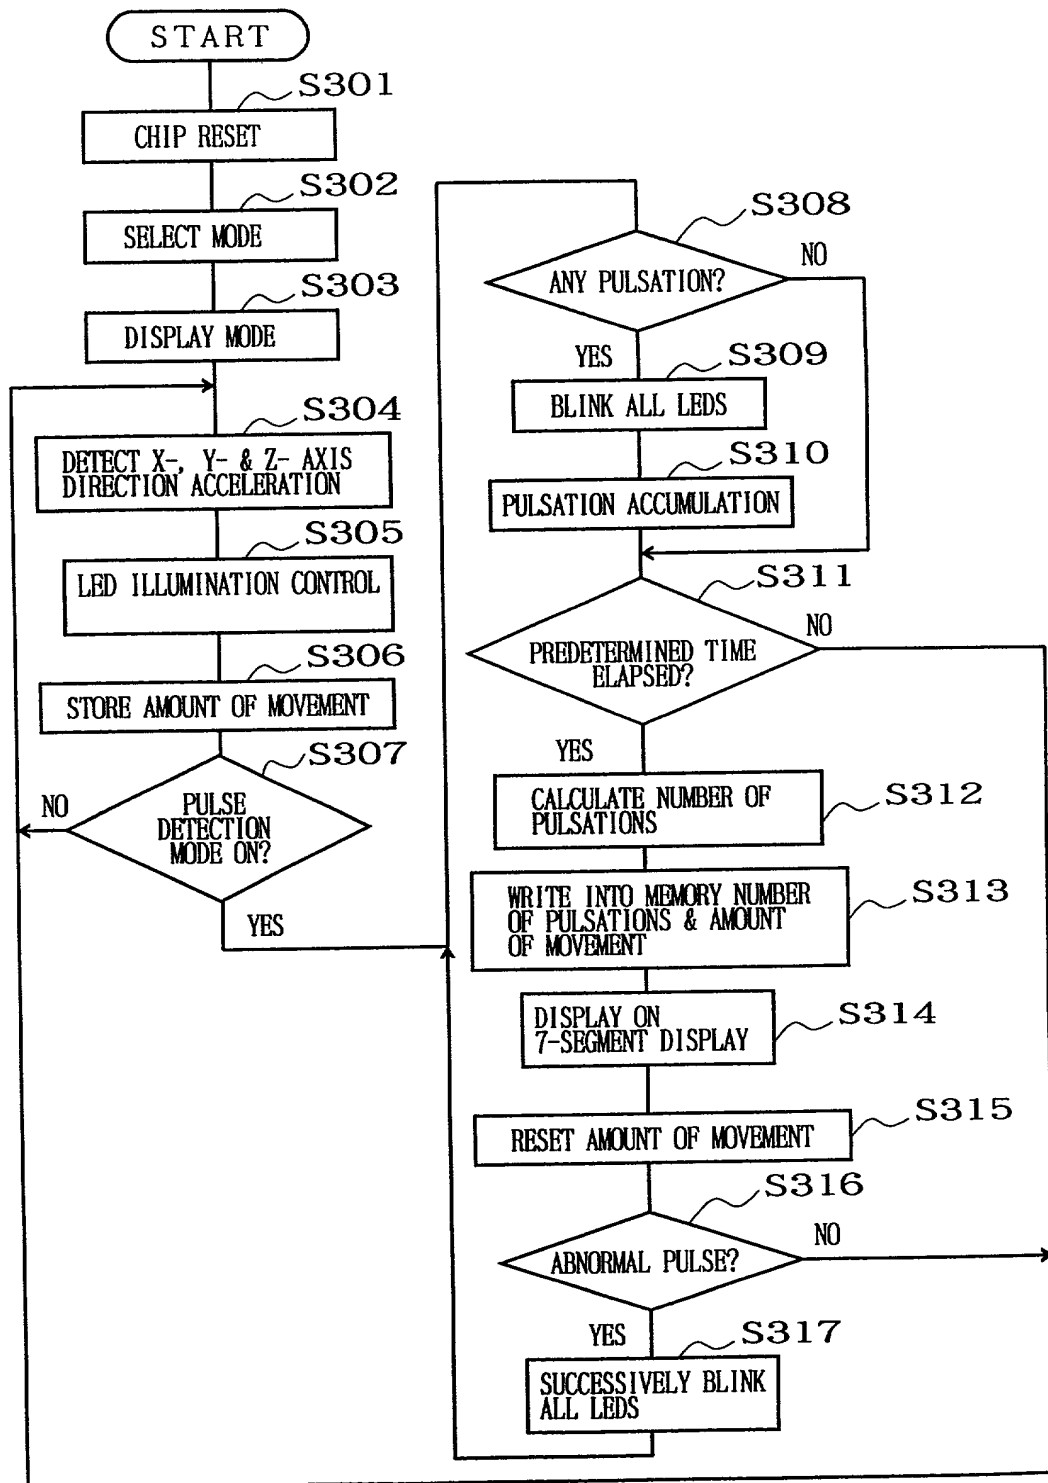 START
S301
CHIP RESET
S302
SELECT MODE
S303
DISPLAY MODE
S304
DETECT X-, Y- & Z- AXIS
DIRECTION ACCELERATION
S305
LED ILLUMINATION CONTROL
S306
STORE AMOUNT OF MOVEMENT
S307
NO
PULSE
DETECTION
MODE ON?
YES
S308
ANY PULSATION?
NO
YES
S309
BLINK ALL LEDS
S310
PULSATION ACCUMULATION
S311
PREDETERMINED TIME
ELAPSED?
NO
YES
S312
CALCULATE NUMBER OF
PULSATIONS
S313
WRITE INTO MEMORY NUMBER
OF PULSATIONS & AMOUNT
OF MOVEMENT
S314
DISPLAY ON
7-SEGMENT DISPLAY
S315
RESET AMOUNT OF MOVEMENT
S316
ABNORMAL PULSE?
NO
YES
S317
SUCCESSIVELY BLINK
ALL LEDS